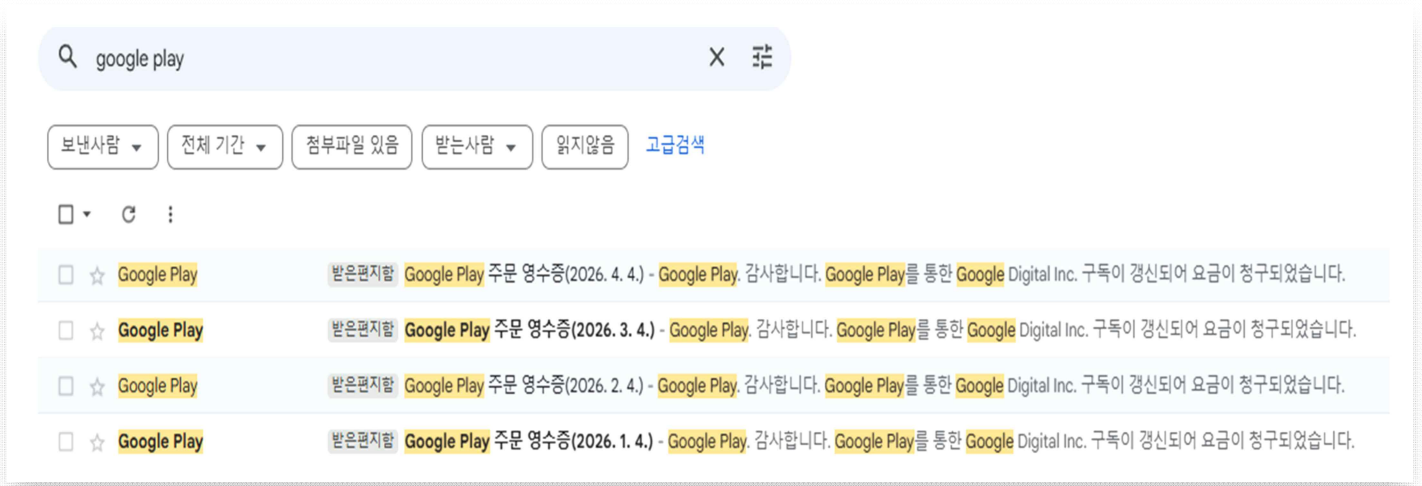 google play
보낸사람 전체 기간 첨부파일 있음 받는사람 읽지않음 고급검색
Google Play 받은편지함 Google Play 주문 영수증(2026. 4. 4.) - Google Play. 감사합니다. Google Play를 통한 Google Digital Inc. 구독이 갱신되어 요금이 청구되었습니다.
Google Play 받은편지함 Google Play 주문 영수증(2026. 3. 4.) - Google Play. 감사합니다. Google Play를 통한 Google Digital Inc. 구독이 갱신되어 요금이 청구되었습니다.
Google Play 받은편지함 Google Play 주문 영수증(2026. 2. 4.) - Google Play. 감사합니다. Google Play를 통한 Google Digital Inc. 구독이 갱신되어 요금이 청구되었습니다.
Google Play 받은편지함 Google Play 주문 영수증(2026. 1. 4.) - Google Play. 감사합니다. Google Play를 통한 Google Digital Inc. 구독이 갱신되어 요금이 청구되었습니다.